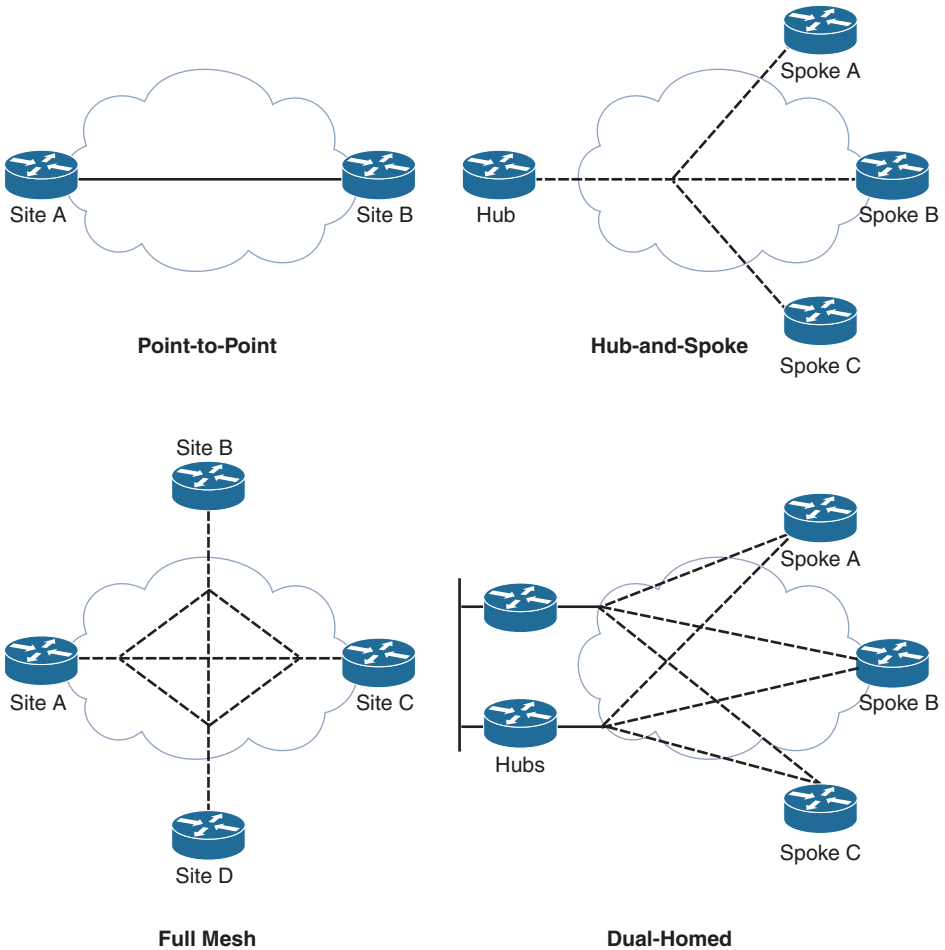 Site A
Site B
Point-to-Point
Spoke A
Hub
Spoke B
Spoke C
Hub-and-Spoke
Site B
Site A
Site C
Site D
Full Mesh
Spoke A
Spoke B
Hubs
Spoke C
Dual-Homed